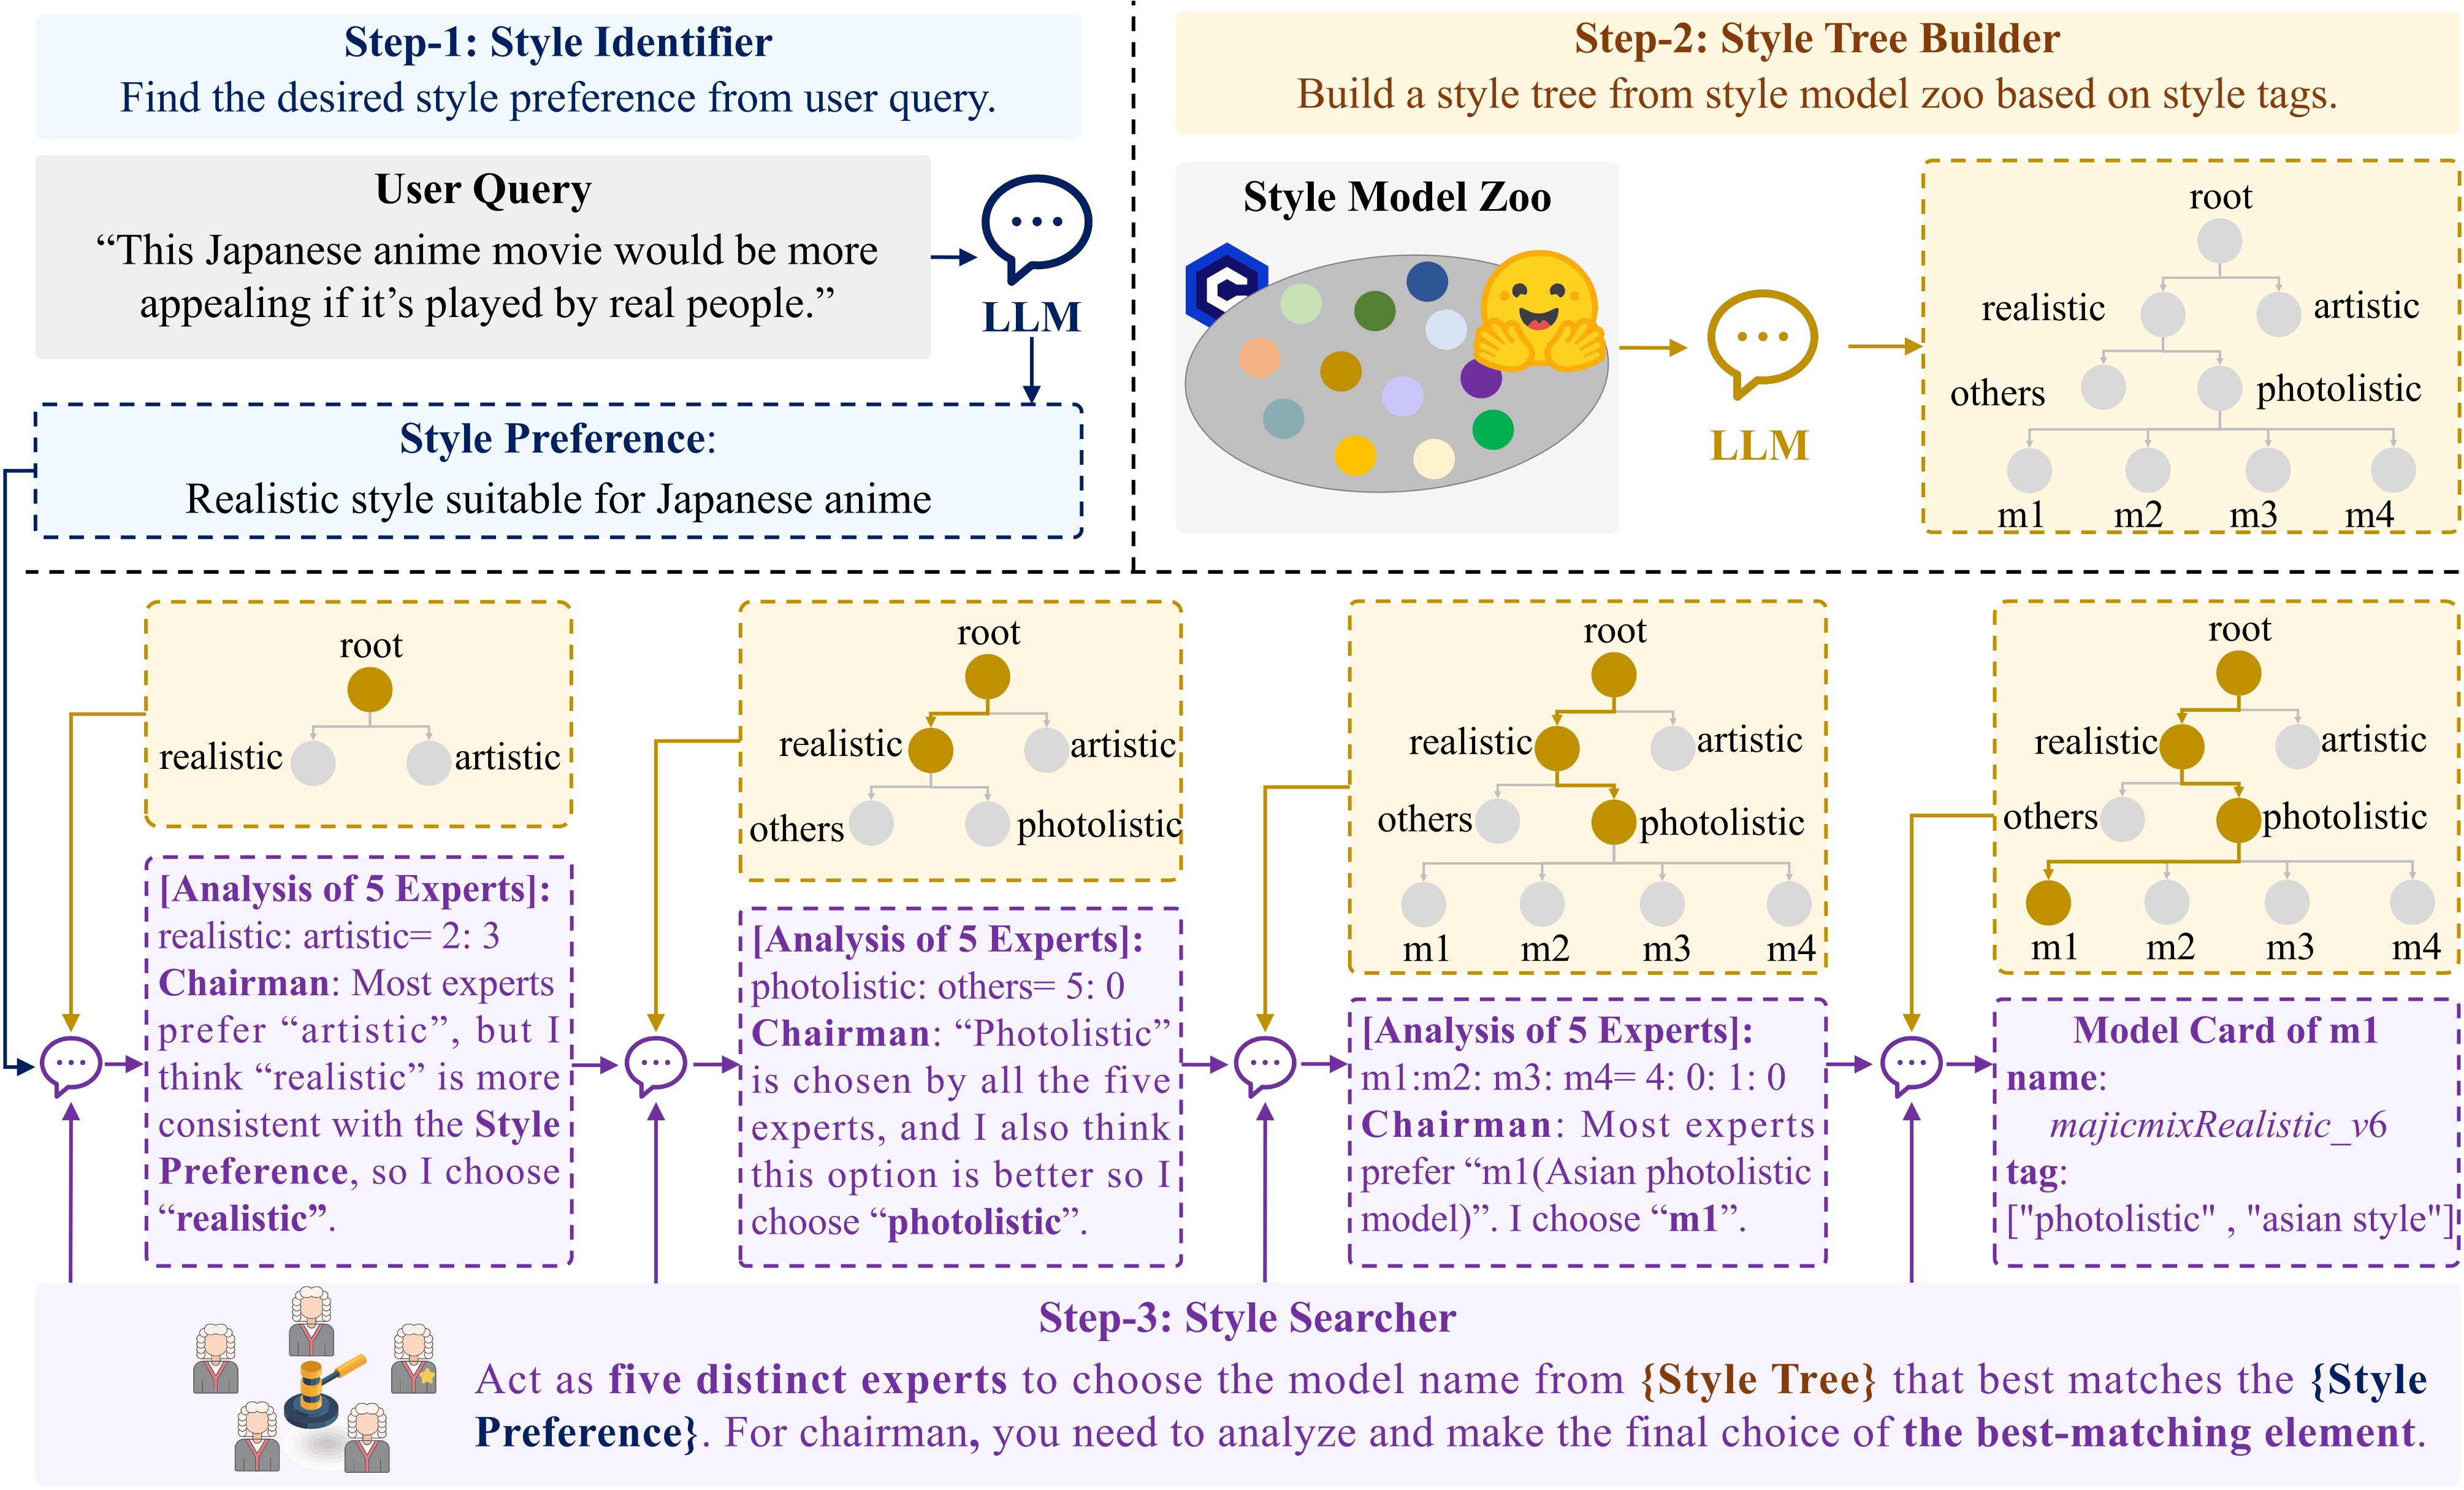 Step-1: Style Identifier
Find the desired style preference from user query.
User Query
“This Japanese anime movie would be more
appealing if it’s played by real people.”
LLM
Style Preference:
Realistic style suitable for Japanese anime
Step-2: Style Tree Builder
Build a style tree from style model zoo based on style tags.
Style Model Zoo
LLM
root
realistic
artistic
others
photolistic
m1
m2
m3
m4
root
realistic
artistic
[Analysis of 5 Experts]:
realistic: artistic= 2: 3
Chairman: Most experts
prefer “artistic”, but I
think “realistic” is more
consistent with the Style
Preference, so I choose
“realistic”.
root
realistic
artistic
others
photolistic
[Analysis of 5 Experts]:
photolistic: others= 5: 0
Chairman: “Photolistic”
is chosen by all the five
experts, and I also think
this option is better so I
choose “photolistic”.
root
realistic
artistic
others
photolistic
m1
m2
m3
m4
[Analysis of 5 Experts]:
m1:m2: m3: m4= 4: 0: 1: 0
Chairman: Most experts
prefer “m1(Asian photolistic
model)”. I choose “m1”.
root
realistic
artistic
others
photolistic
m1
m2
m3
m4
Model Card of m1
name:
majicmixRealistic_v6
tag:
["photolistic" , "asian style"]
Step-3: Style Searcher
Act as five distinct experts to choose the model name from {Style Tree} that best matches the {Style
Preference}. For chairman, you need to analyze and make the final choice of the best-matching element.